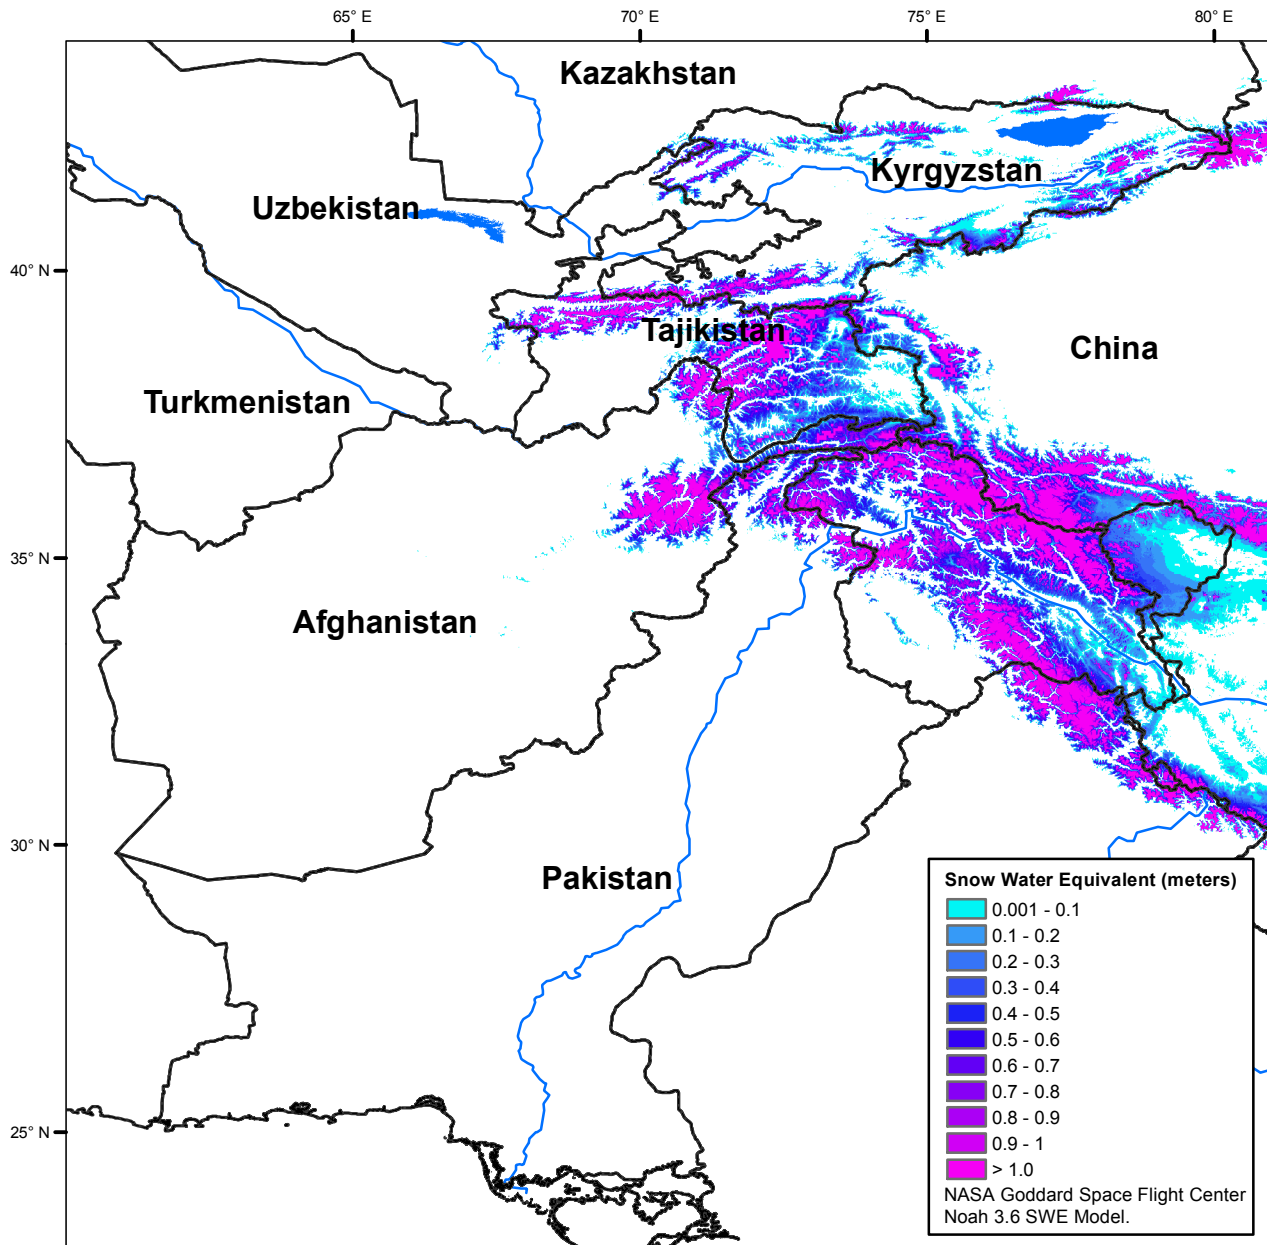 65° E
70° E
75° E
80° E
Kazakhstan
Kyrgyzstan
Uzbekistan
40° N
Tajikistan
China
Turkmenistan
35° N
Afghanistan
30° N
Pakistan
25° N
Snow Water Equivalent (meters)
0.001 - 0.1
0.1 - 0.2
0.2 - 0.3
0.3 - 0.4
0.4 - 0.5
0.5 - 0.6
0.6 - 0.7
0.7 - 0.8
0.8 - 0.9
0.9 - 1
> 1.0
NASA Goddard Space Flight Center
Noah 3.6 SWE Model.